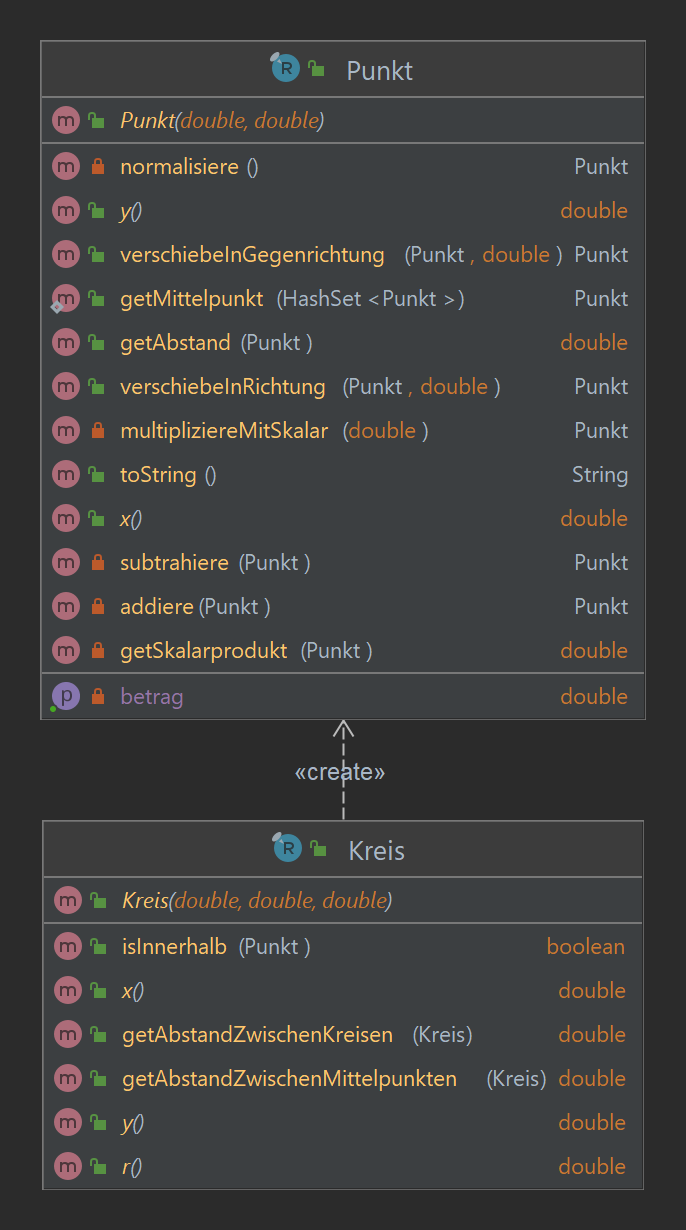 R Punkt
m Punkt(double, double)
m normalisiere () Punkt
m y() double
m verschiebeInGegenrichtung (Punkt , double ) Punkt
m getMittelpunkt (HashSet <Punkt >) Punkt
m getAbstand (Punkt ) double
m verschiebeInRichtung (Punkt , double ) Punkt
m multipliziereMitSkalar (double ) Punkt
m toString () String
m x() double
m subtrahiere (Punkt ) Punkt
m addiere (Punkt ) Punkt
m getSkalarprodukt (Punkt ) double
p betrag double
«create»
R Kreis
m Kreis(double, double, double)
m isInnerhalb (Punkt ) boolean
m x() double
m getAbstandZwischenKreisen (Kreis) double
m getAbstandZwischenMittelpunkten (Kreis) double
m y() double
m r() double